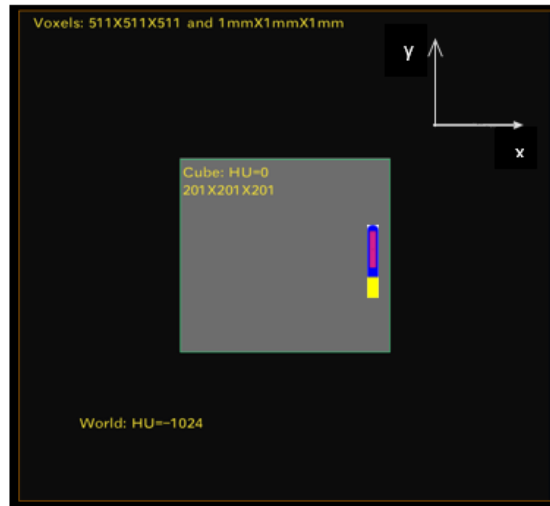 Voxels: 511X511X511 and 1mmX1mmX1mm
y
x
Cube: HU=0
201X201X201
World: HU=-1024